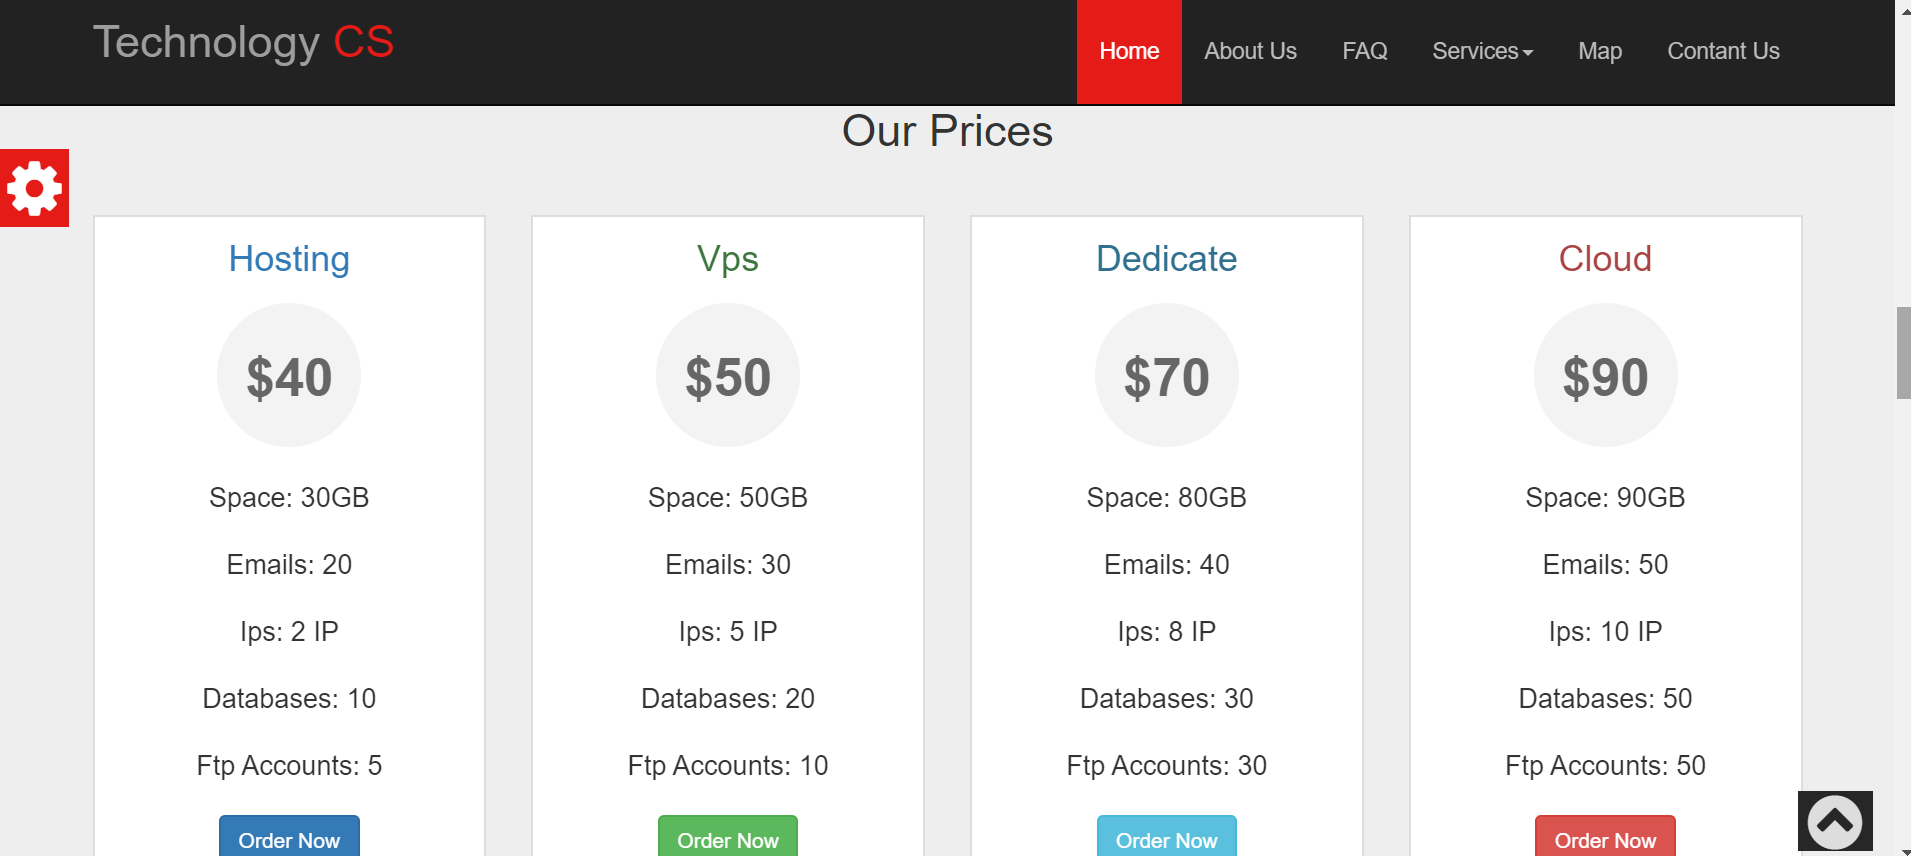 Technology CS
Home
About Us
FAQ
Services
Map
Contant Us
Our Prices
Hosting
$40
Space: 30GB
Emails: 20
Ips: 2 IP
Databases: 10
Ftp Accounts: 5
Order Now
Vps
$50
Space: 50GB
Emails: 30
Ips: 5 IP
Databases: 20
Ftp Accounts: 10
Order Now
Dedicate
$70
Space: 80GB
Emails: 40
Ips: 8 IP
Databases: 30
Ftp Accounts: 30
Order Now
Cloud
$90
Space: 90GB
Emails: 50
Ips: 10 IP
Databases: 50
Ftp Accounts: 50
Order Now